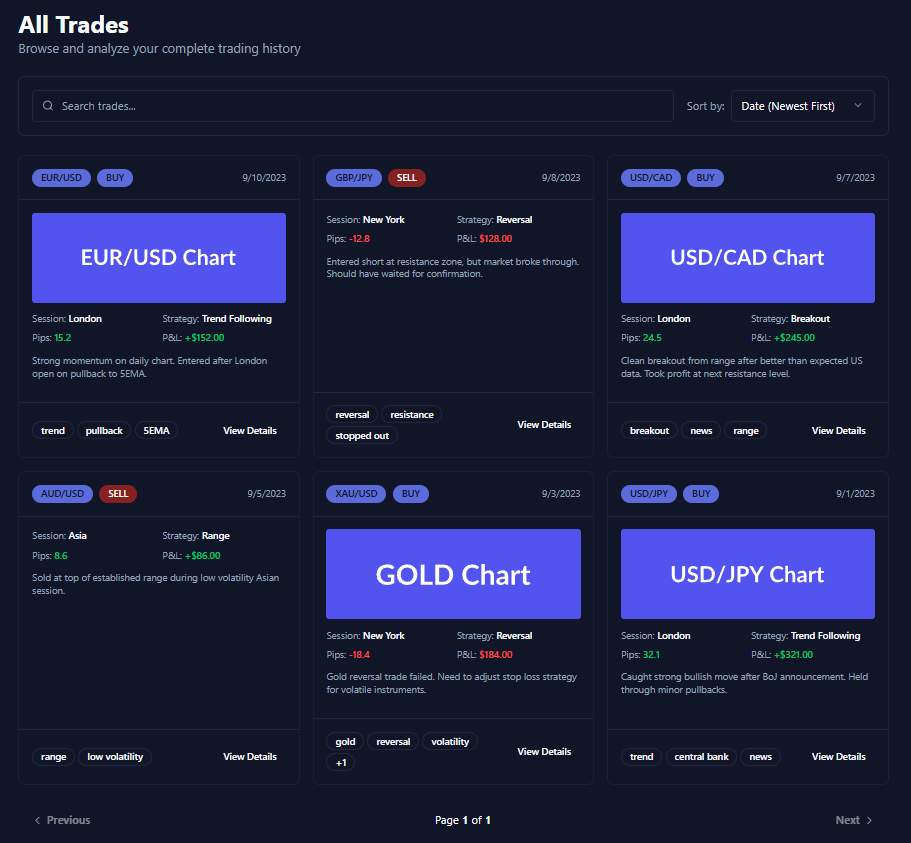 All Trades
Browse and analyze your complete trading history
Search trades...
Sort by:
Date (Newest First)
EUR/USD
BUY
9/10/2023
EUR/USD Chart
Session: London
Strategy: Trend Following
Pips: 15.2
P&L: +$152.00
Strong momentum on daily chart. Entered after London
open on pullback to 5EMA.
trend
pullback
5EMA
View Details
GBP/JPY
SELL
9/8/2023
Session: New York
Strategy: Reversal
Pips: -12.8
P&L: $128.00
Entered short at resistance zone, but market broke through.
Should have waited for confirmation.
reversal
resistance
stopped out
View Details
USD/CAD
BUY
9/7/2023
USD/CAD Chart
Session: London
Strategy: Breakout
Pips: 24.5
P&L: +$245.00
Clean breakout from range after better than expected US
data. Took profit at next resistance level.
breakout
news
range
View Details
AUD/USD
SELL
9/5/2023
Session: Asia
Strategy: Range
Pips: 8.6
P&L: +$86.00
Sold at top of established range during low volatility Asian
session.
range
low volatility
View Details
XAU/USD
BUY
9/3/2023
GOLD Chart
Session: New York
Strategy: Reversal
Pips: -18.4
P&L: $184.00
Gold reversal trade failed. Need to adjust stop loss strategy
for volatile instruments.
gold
reversal
volatility
+1
View Details
USD/JPY
BUY
9/1/2023
USD/JPY Chart
Session: London
Strategy: Trend Following
Pips: 32.1
P&L: +$321.00
Caught strong bullish move after BoJ announcement. Held
through minor pullbacks.
trend
central bank
news
View Details
Previous
Page 1 of 1
Next